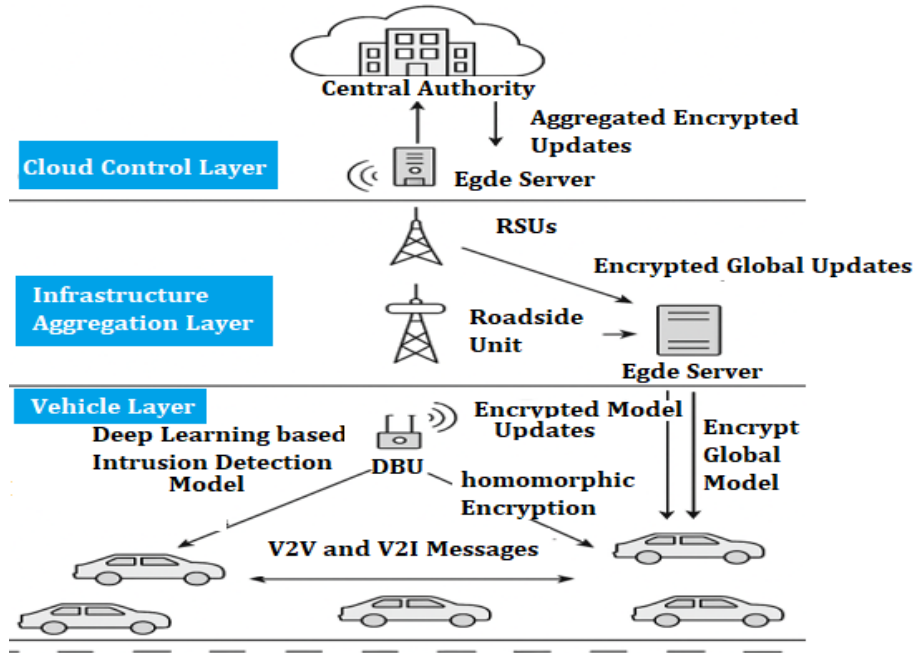 Central Authority
Aggregated Encrypted
Updates
Cloud Control Layer
Egde Server
RSUs
Encrypted Global Updates
Infrastructure
Aggregation Layer
Roadside
Unit
Egde Server
Vehicle Layer
Encrypted Model
Updates
Deep Learning based
Intrusion Detection
Model
DBU
Encrypt
Global
Model
homomorphic
Encryption
V2V and V2I Messages